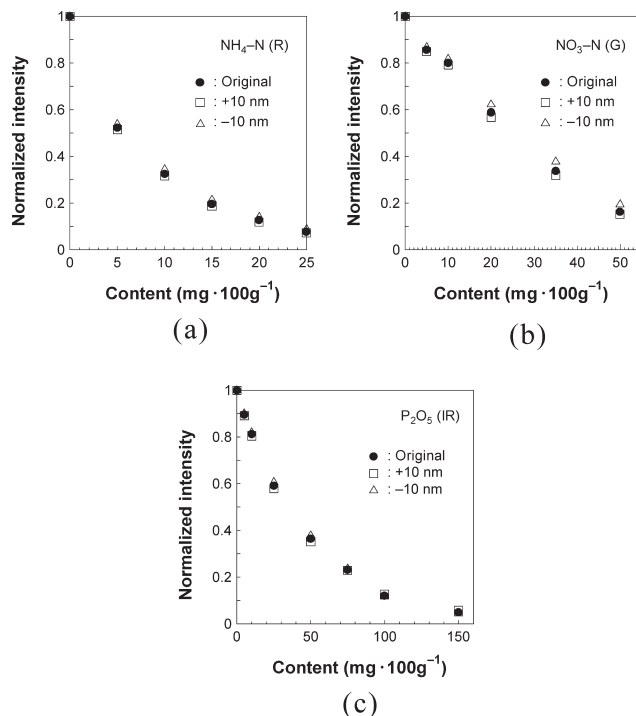 NH₄–N (R)
● : Original
□ : +10 nm
△ : –10 nm
Normalized intensity
1
0.8
0.6
0.4
0.2
0
0 5 10 15 20 25
Content (mg·100g⁻¹)
(a)
NO₃–N (G)
● : Original
□ : +10 nm
△ : –10 nm
Normalized intensity
1
0.8
0.6
0.4
0.2
0
0 10 20 30 40 50
Content (mg·100g⁻¹)
(b)
P₂O₅ (IR)
● : Original
□ : +10 nm
△ : –10 nm
Normalized intensity
1
0.8
0.6
0.4
0.2
0
0 50 100 150
Content (mg·100g⁻¹)
(c)